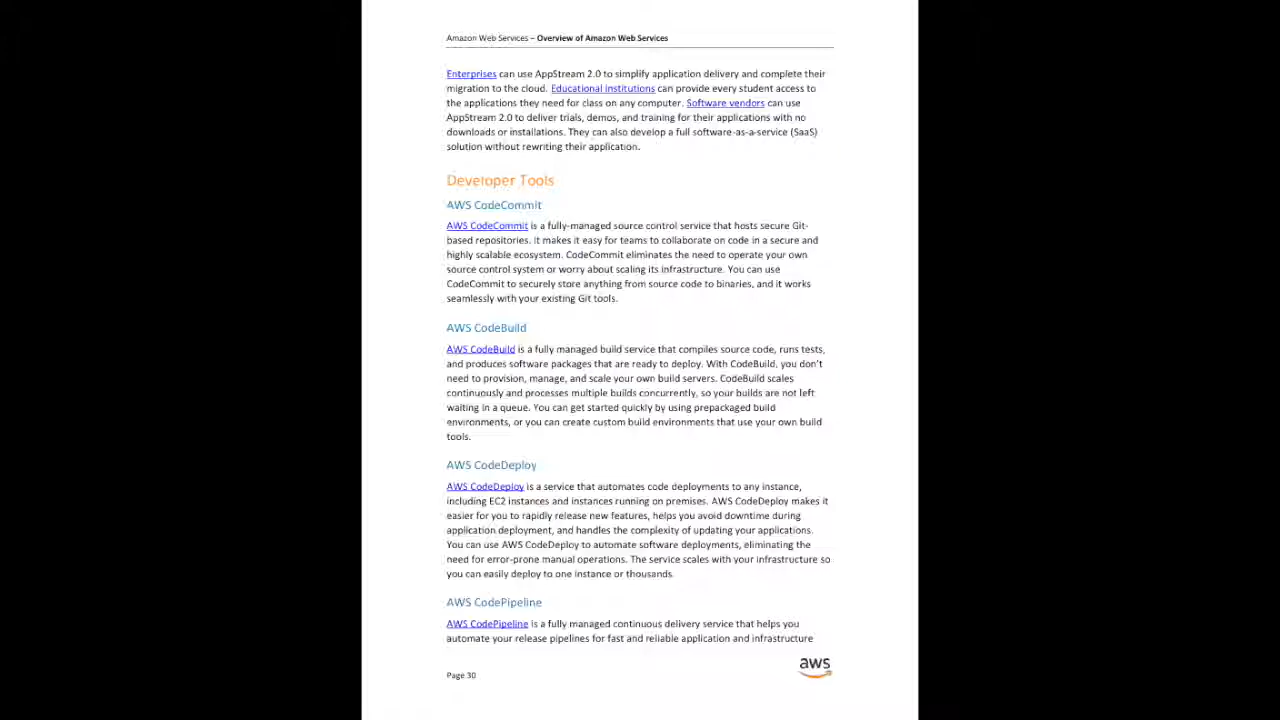 Amazon Web Services – Overview of Amazon Web Services
Enterprises can use AppStream 2.0 to simplify application delivery and complete their
migration to the cloud. Educational institutions can provide every student access to
the applications they need for class on any computer. Software vendors can use
AppStream 2.0 to deliver trials, demos, and training for their applications with no
downloads or installations. They can also develop a full software-as-a-service (SaaS)
solution without rewriting their application.
Developer Tools
AWS CodeCommit
AWS CodeCommit is a fully-managed source control service that hosts secure Git-
based repositories. It makes it easy for teams to collaborate on code in a secure and
highly scalable ecosystem. CodeCommit eliminates the need to operate your own
source control system or worry about scaling its infrastructure. You can use
CodeCommit to securely store anything from source code to binaries, and it works
seamlessly with your existing Git tools.
AWS CodeBuild
AWS CodeBuild is a fully managed build service that compiles source code, runs tests,
and produces software packages that are ready to deploy. With CodeBuild, you don’t
need to provision, manage, and scale your own build servers. CodeBuild scales
continuously and processes multiple builds concurrently, so your builds are not left
waiting in a queue. You can get started quickly by using prepackaged build
environments, or you can create custom build environments that use your own build
tools.
AWS CodeDeploy
AWS CodeDeploy is a service that automates code deployments to any instance,
including EC2 instances and instances running on premises. AWS CodeDeploy makes it
easier for you to rapidly release new features, helps you avoid downtime during
application deployment, and handles the complexity of updating your applications.
You can use AWS CodeDeploy to automate software deployments, eliminating the
need for error-prone manual operations. The service scales with your infrastructure so
you can easily deploy to one instance or thousands.
AWS CodePipeline
AWS CodePipeline is a fully managed continuous delivery service that helps you
automate your release pipelines for fast and reliable application and infrastructure
aws
Page 30